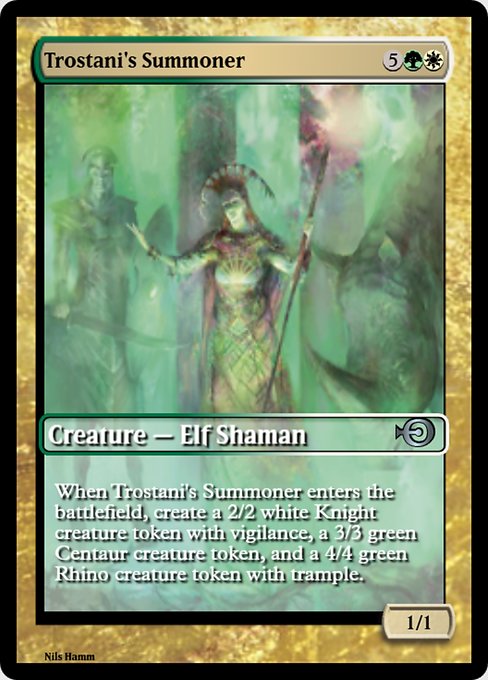 Trostani's Summoner 5
Creature — Elf Shaman
When Trostani's Summoner enters the
battlefield, create a 2/2 white Knight
creature token with vigilance, a 3/3 green
Centaur creature token, and a 4/4 green
Rhino creature token with trample.
1/1
Nils Hamm